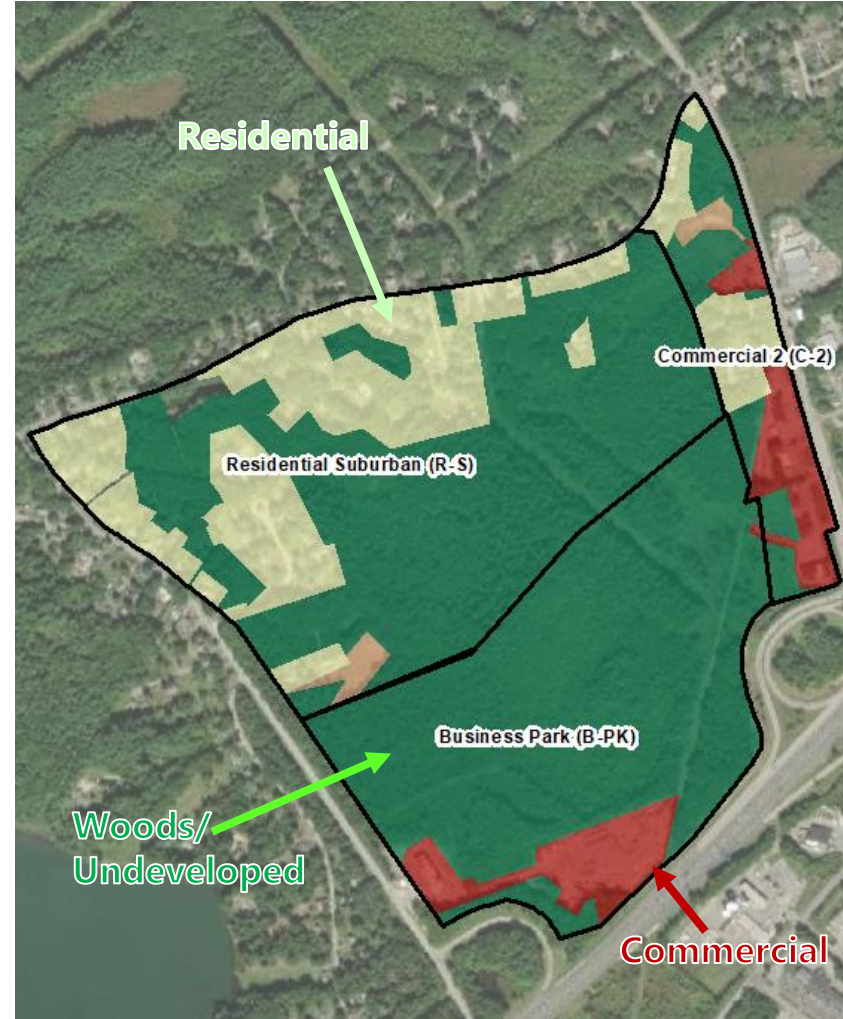 Residential
Commercial 2 (C-2)
Residential Suburban (R-S)
Business Park (B-PK)
Woods/
Undeveloped
Commercial